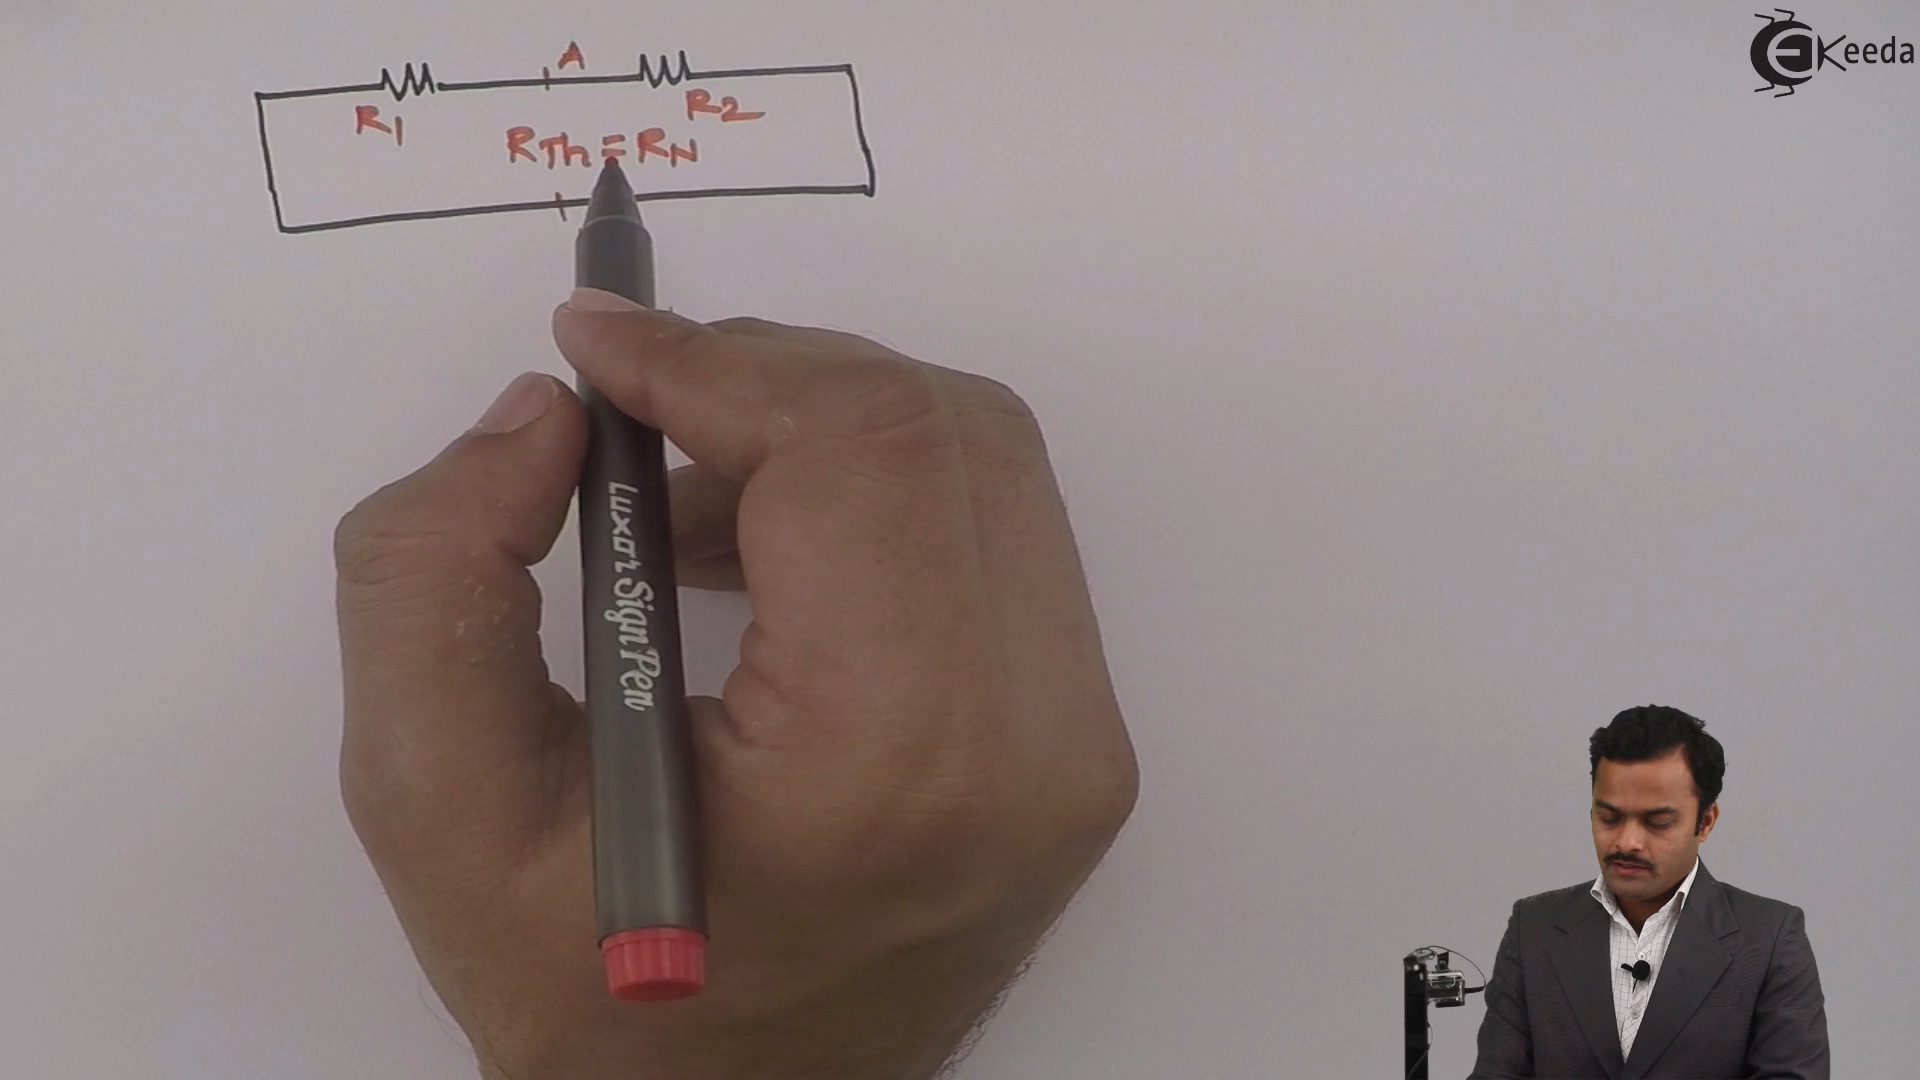 A
R1
R2
RTh = RN
Luxor Sign Pen
EKeeda